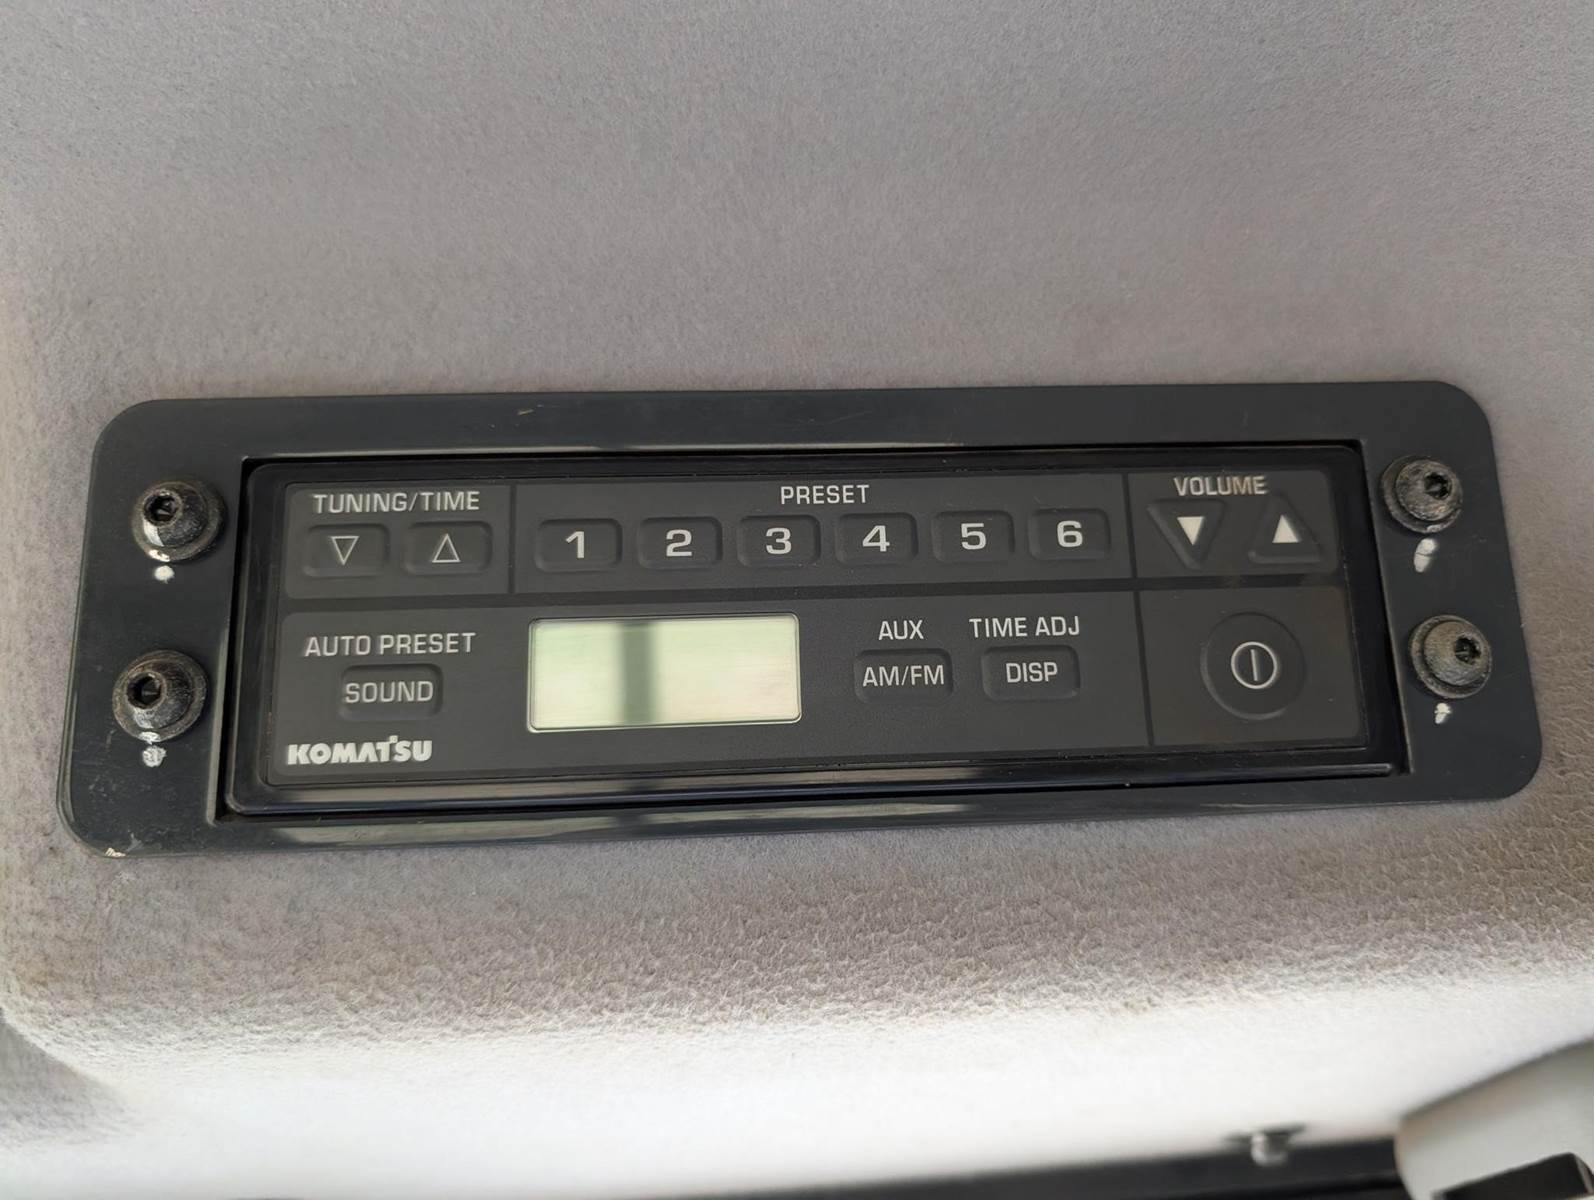 TUNING/TIME
PRESET
VOLUME
1 2 3 4 5 6
AUTO PRESET
SOUND
AUX
AM/FM
TIME ADJ
DISP
KOMATSU